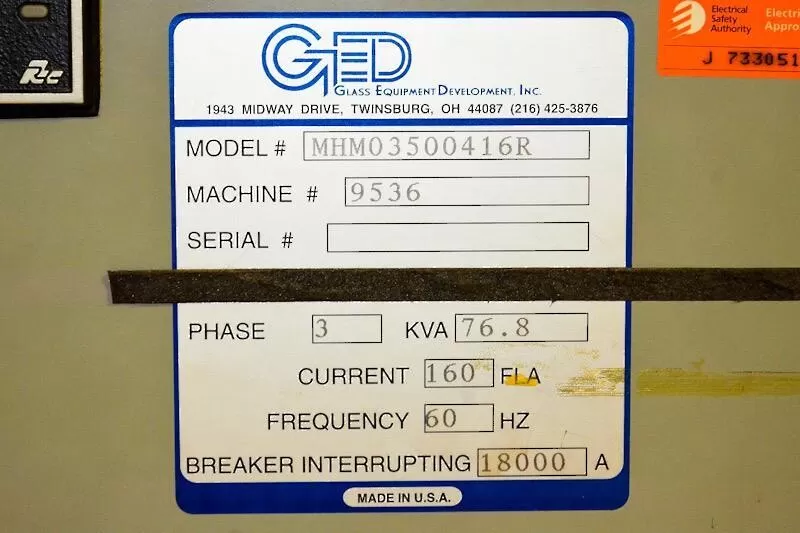 Electrical
Safety
Authority
Electri
Appro
J 733051
GED
GLASS EQUIPMENT DEVELOPMENT, INC.
1943 MIDWAY DRIVE, TWINSBURG, OH 44087 (216) 425-3876
MODEL # MHM03500416R
MACHINE # 9536
SERIAL #
PHASE 3 KVA 76.8
CURRENT 160 FLA
FREQUENCY 60 HZ
BREAKER INTERRUPTING 18000 A
MADE IN U.S.A.